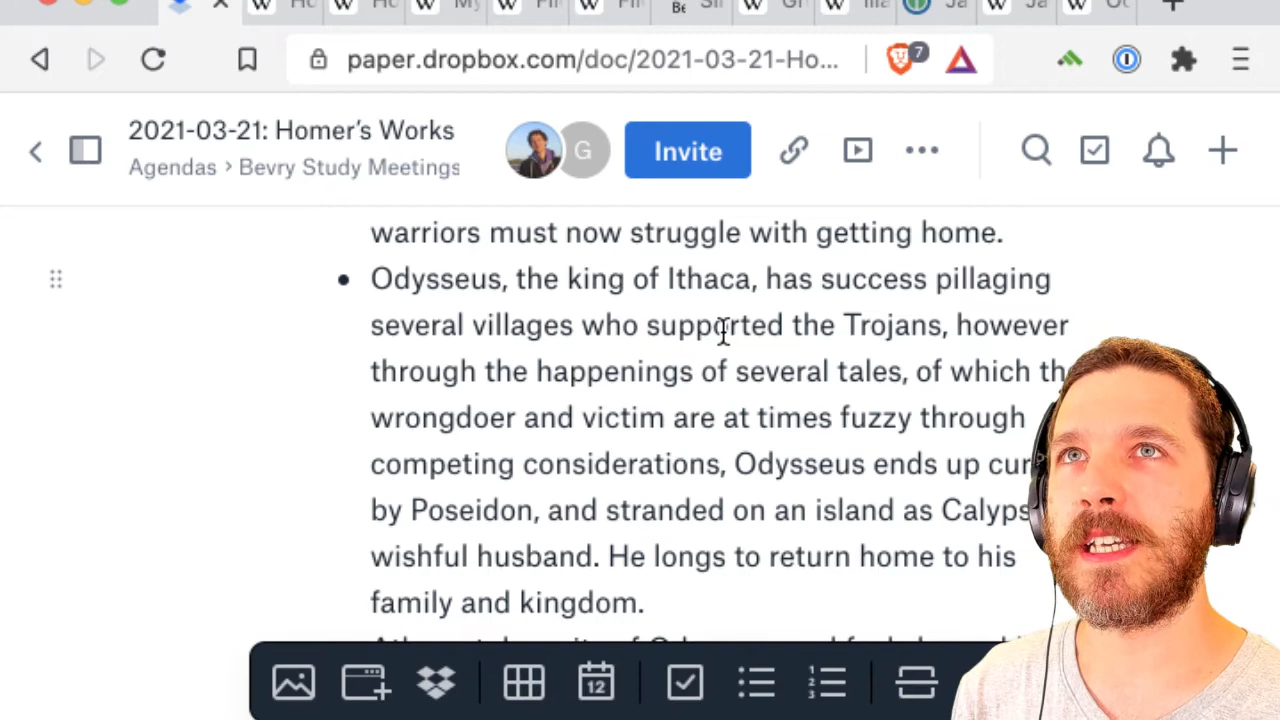 paper.dropbox.com/doc/2021-03-21-Ho...
7
2021-03-21: Homer's Works
Agendas > Bevry Study Meetings
G
Invite
warriors must now struggle with getting home.
• Odysseus, the king of Ithaca, has success pillaging
several villages who supported the Trojans, however
through the happenings of several tales, of which th
wrongdoer and victim are at times fuzzy through
competing considerations, Odysseus ends up cur
by Poseidon, and stranded on an island as Calyps
wishful husband. He longs to return home to his
family and kingdom.
12